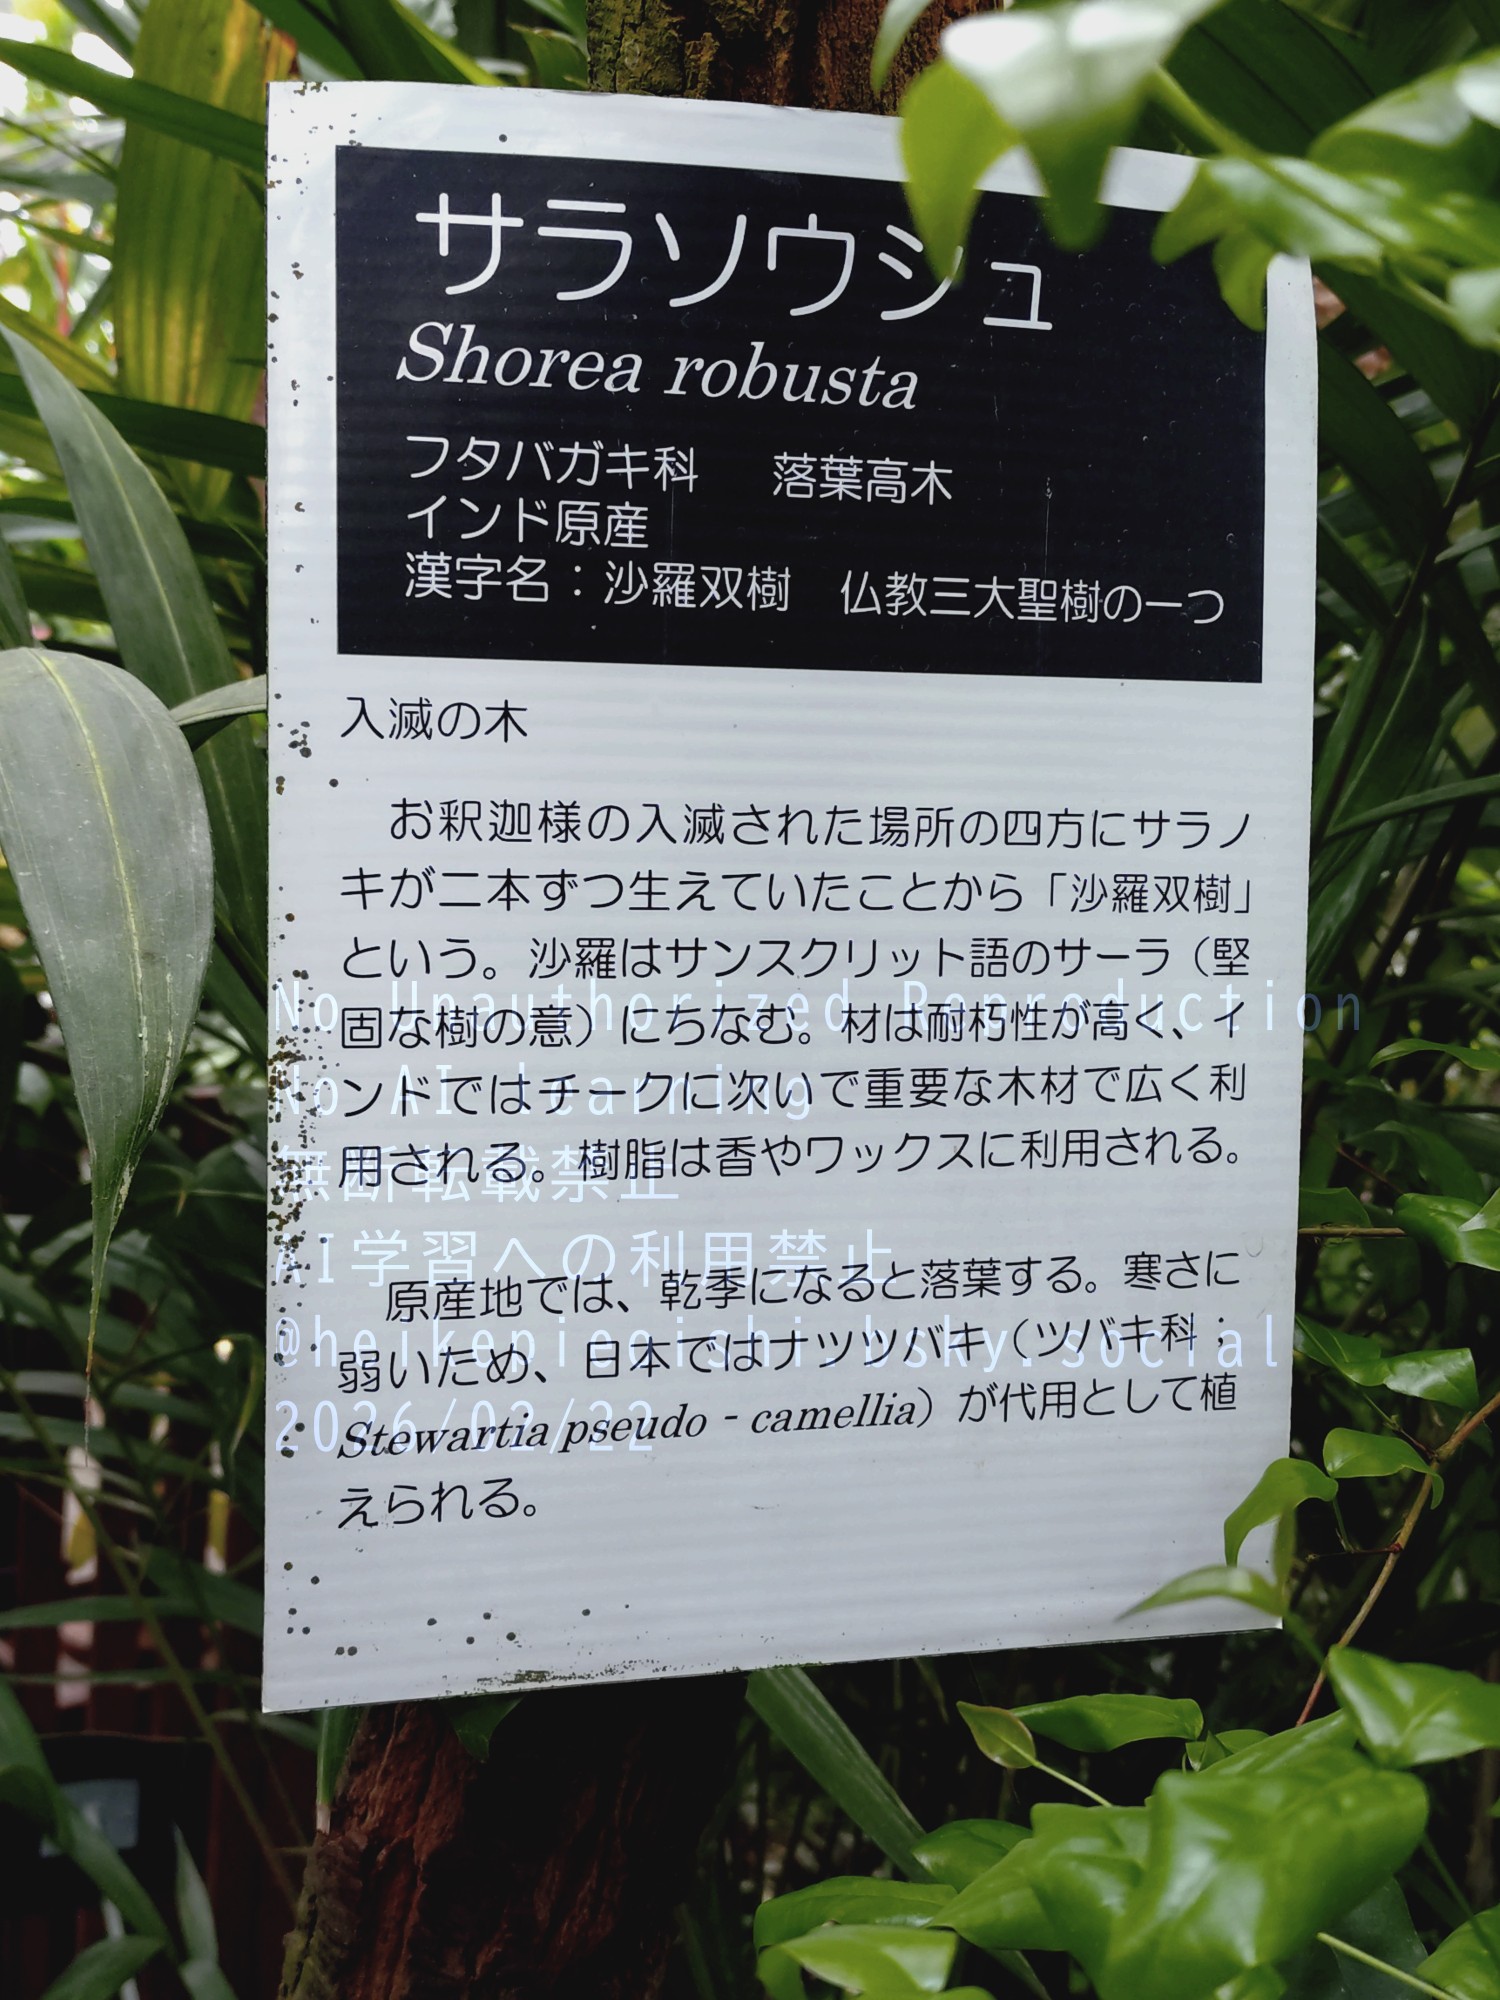 サラソウジュ
Shorea robusta
フタバガキ科　落葉高木
インド原産
漢字名：沙羅双樹　仏教三大聖樹の一つ
入滅の木
お釈迦様の入滅された場所の四方にサラノ
キが二本ずつ生えていたことから「沙羅双樹」
という。沙羅はサンスクリット語のサーラ（堅
固な樹の意）にちなむ。材は耐朽性が高く、イ
ンドではチークに次いで重要な木材で広く利
用される。樹脂は香やワックスに利用される。
原産地では、乾季になると落葉する。寒さに
弱いため、日本ではナツツバキ（ツバキ科；
Stewartia pseudo - camellia）が代用として植
えられる。
No Unauthorized Reproduction
No AI learning
無断転載禁止
AI学習への利用禁止
@heikepieniishi.bsky.social
2026/02/22